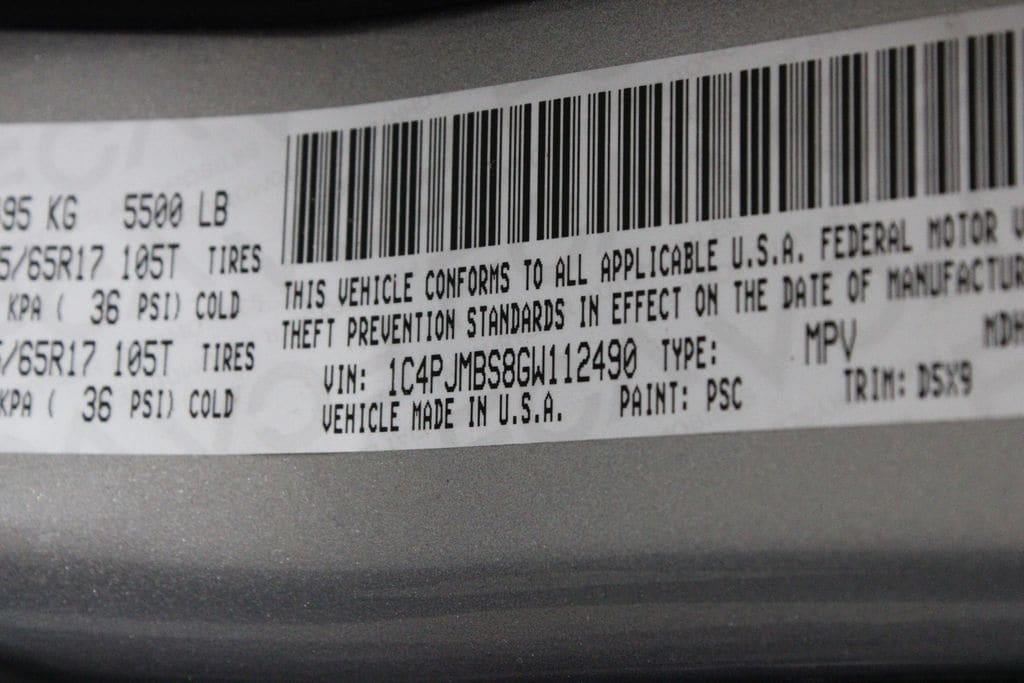 95 KG 5500 LB
5/65R17 105T TIRES
KPA ( 36 PSI) COLD
/65R17 105T TIRES
KPA ( 36 PSI) COLD
THIS VEHICLE CONFORMS TO ALL APPLICABLE U.S.A. FEDERAL MOTOR V
THEFT PREVENTION STANDARDS IN EFFECT ON THE DATE OF MANUFACTUR
VIN: 1C4PJMBS8GW112490 TYPE: MPV MDH
VEHICLE MADE IN U.S.A. PAINT: PSC TRIM: D5X9